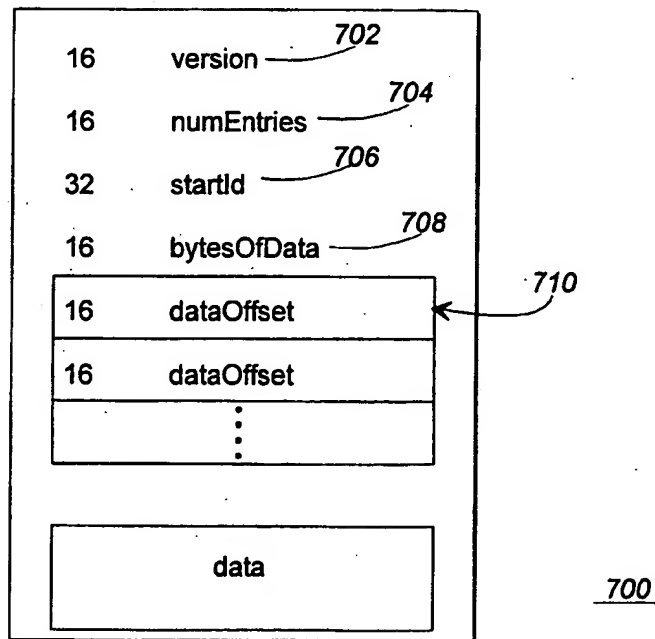 702
16 version
704
16 numEntries
706
32 startId
708
16 bytesOfData
710
16 dataOffset
16 dataOffset
data
700